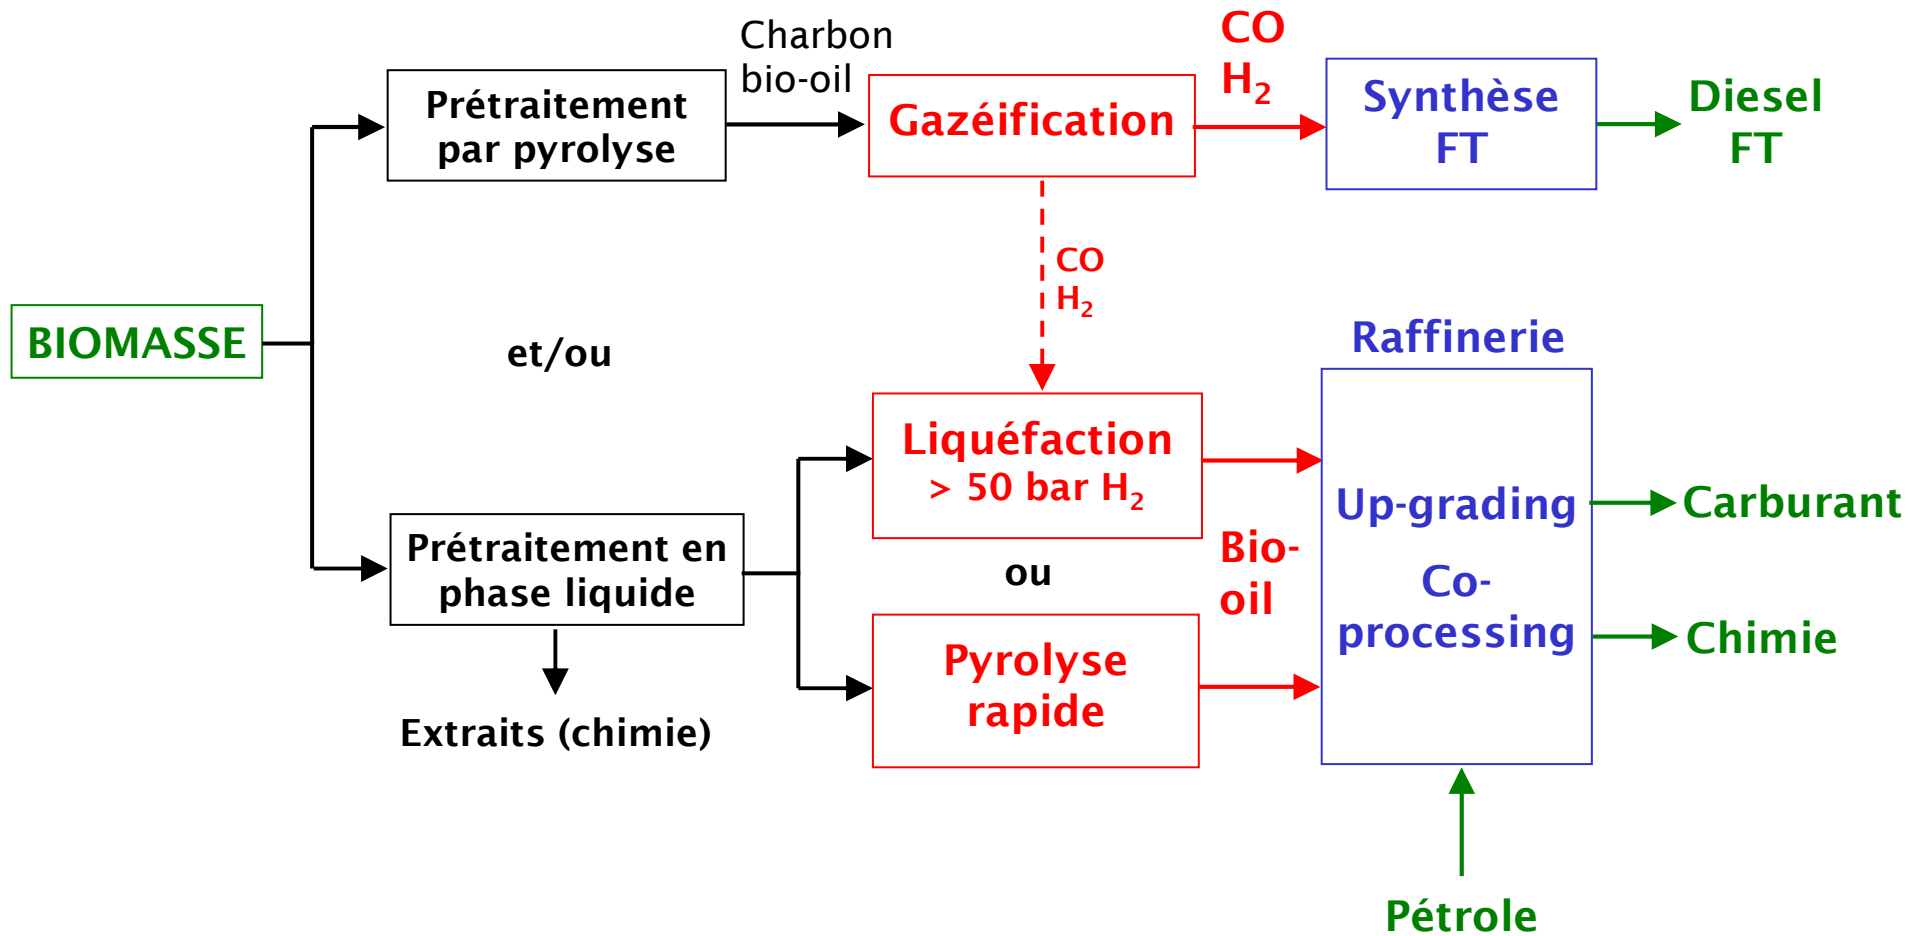 Charbon
bio-oil
CO
H₂
Prétraitement
par pyrolyse
Gazéification
Synthèse
FT
Diesel
FT
CO
H₂
BIOMASSE
et/ou
Raffinerie
Liquéfaction
> 50 bar H₂
Prétraitement en
phase liquide
ou
Bio-
oil
Up-grading
Co-
processing
Carburant
Chimie
Pyrolyse
rapide
Extraits (chimie)
Pétrole